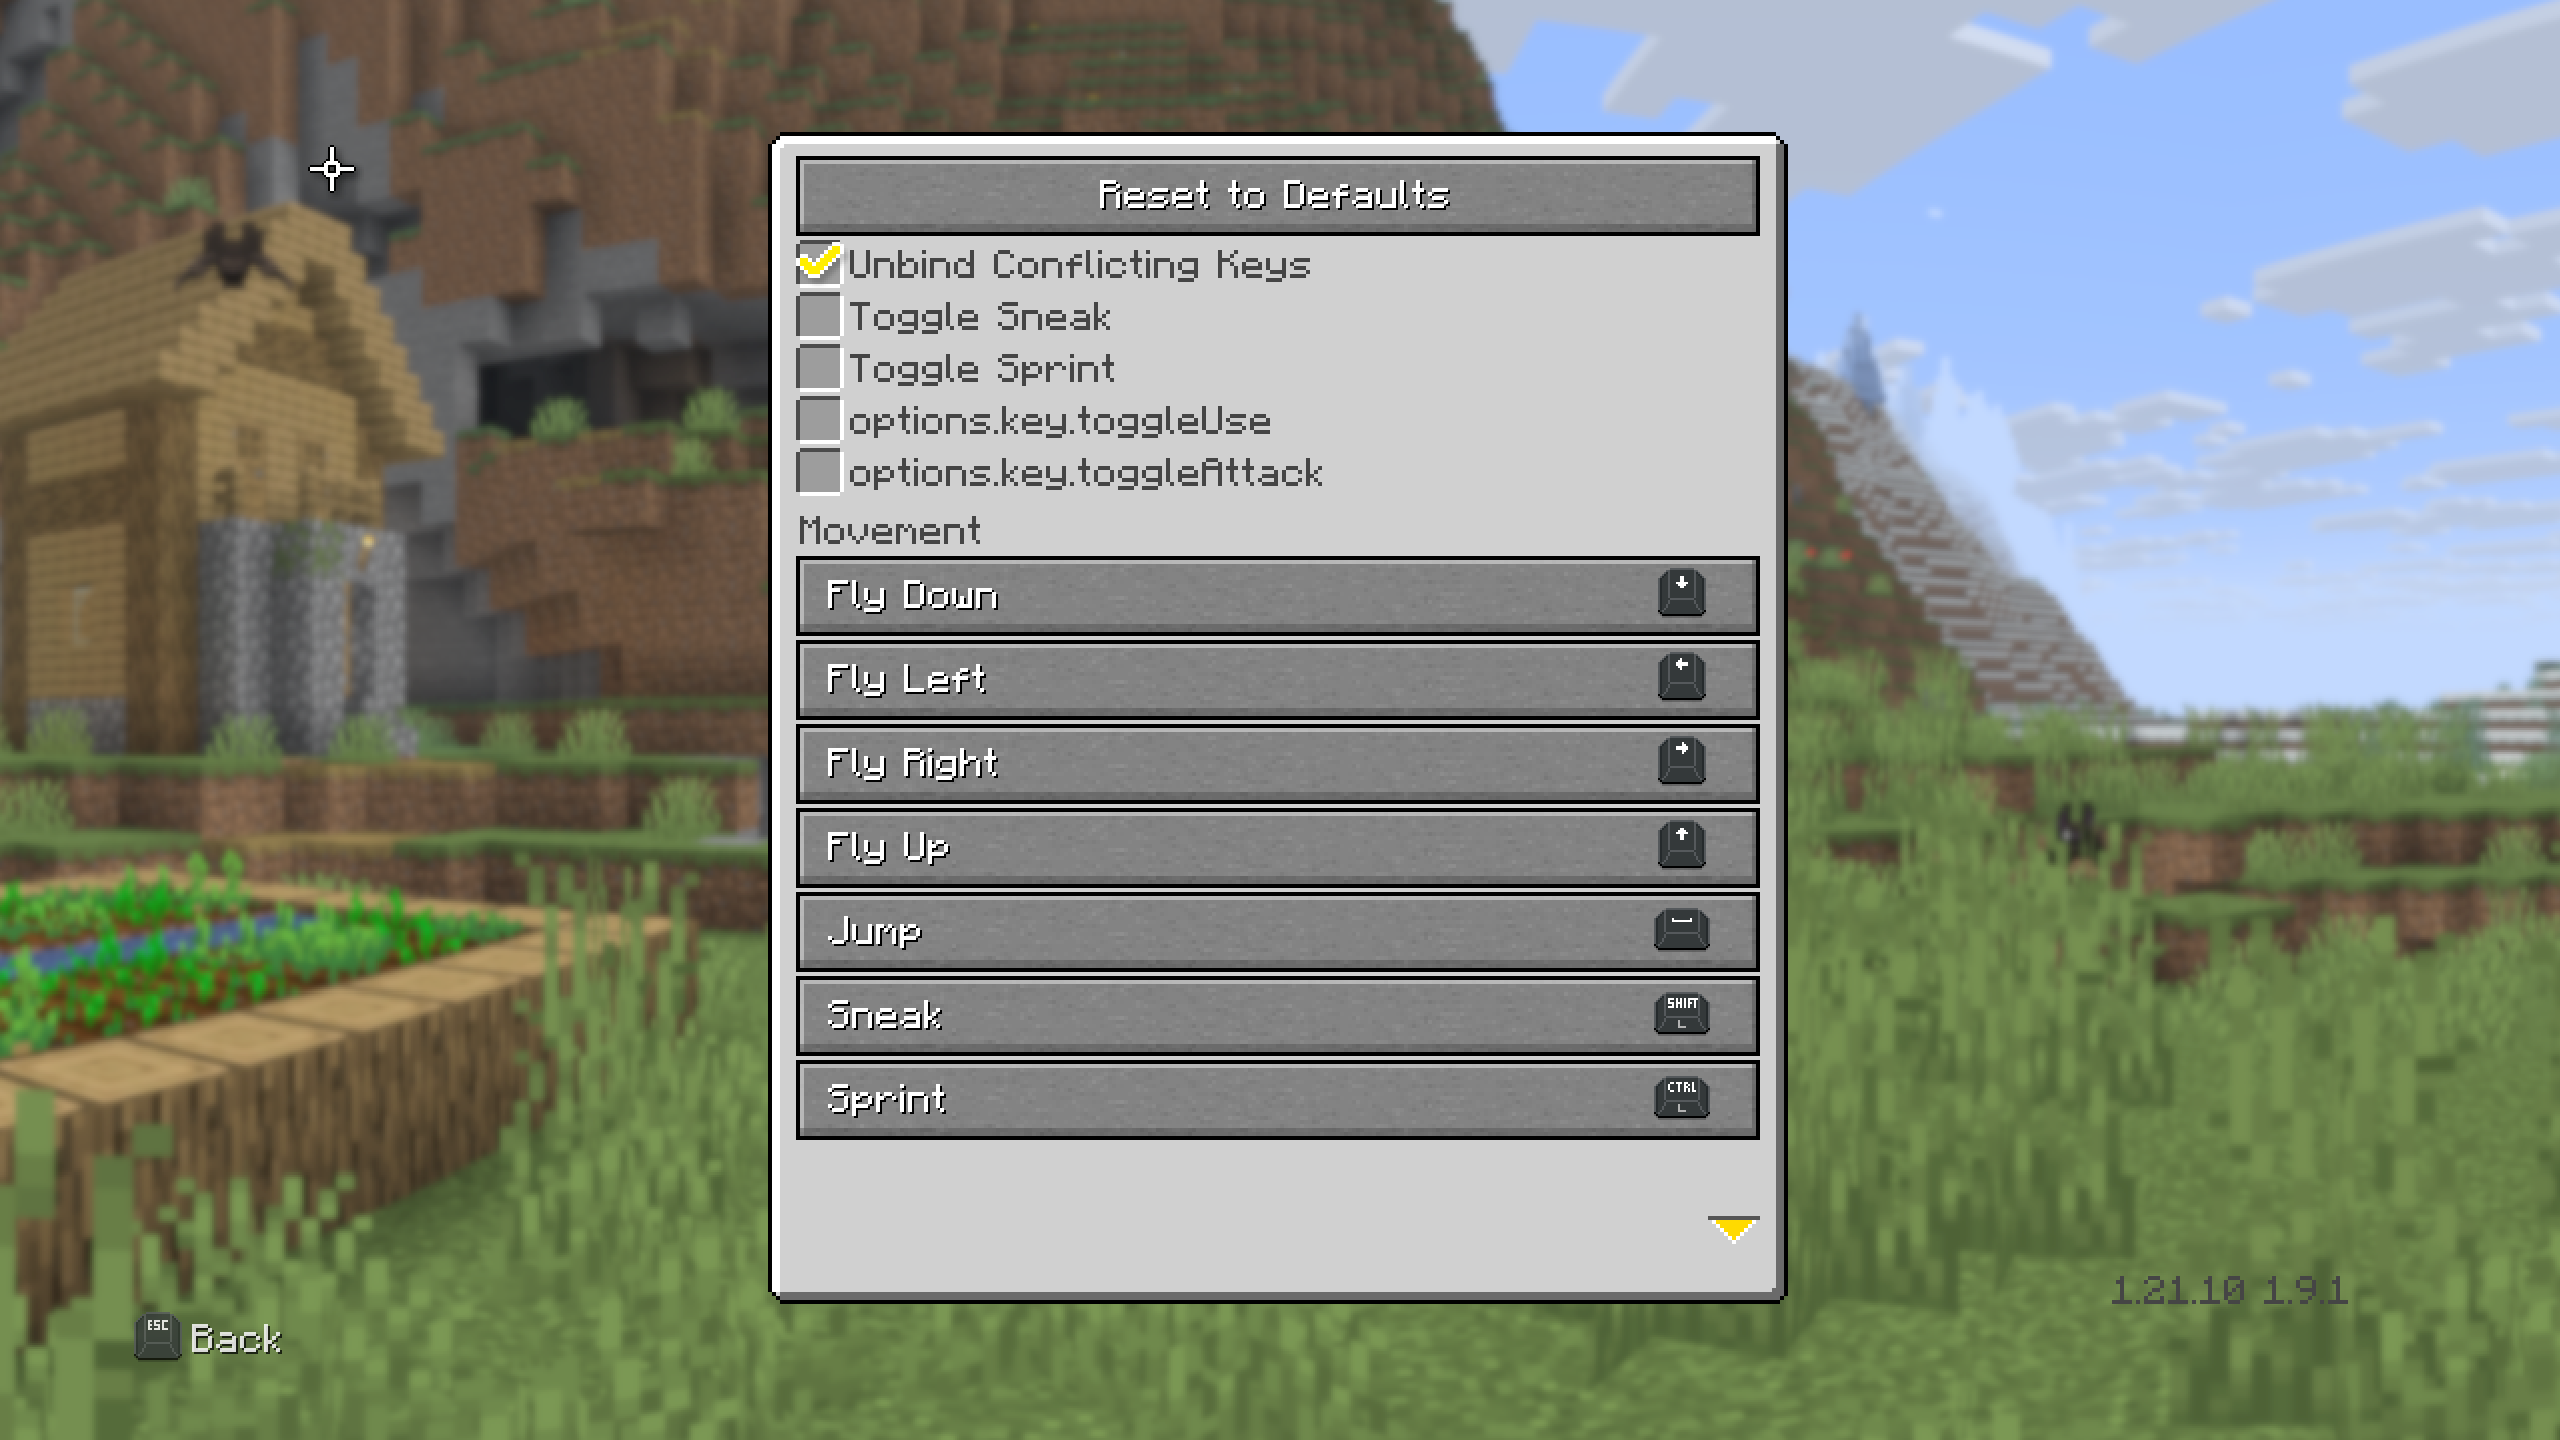 Reset to Defaults
Unbind Conflicting Keys
Toggle Sneak
Toggle Sprint
options.key.toggleUse
options.key.toggleAttack
Movement
Fly Down
Fly Left
Fly Right
Fly Up
Jump
Sneak SHIFT L
Sprint CTRL L
1.21.10 1.9.1
ESC Back